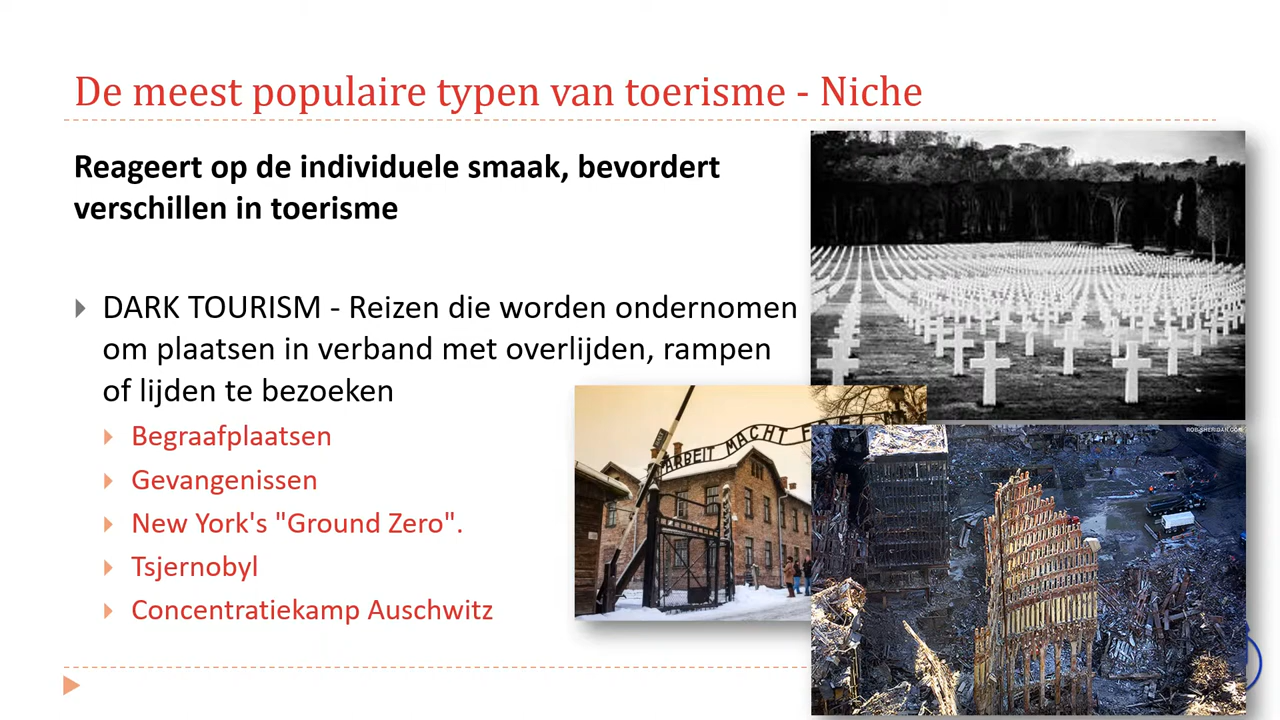 De meest populaire typen van toerisme - Niche
Reageert op de individuele smaak, bevordert
verschillen in toerisme
DARK TOURISM - Reizen die worden ondernomen
om plaatsen in verband met overlijden, rampen
of lijden te bezoeken
Begraafplaatsen
Gevangenissen
New York's "Ground Zero".
Tsjernobyl
Concentratiekamp Auschwitz
ARBEIT MACHT